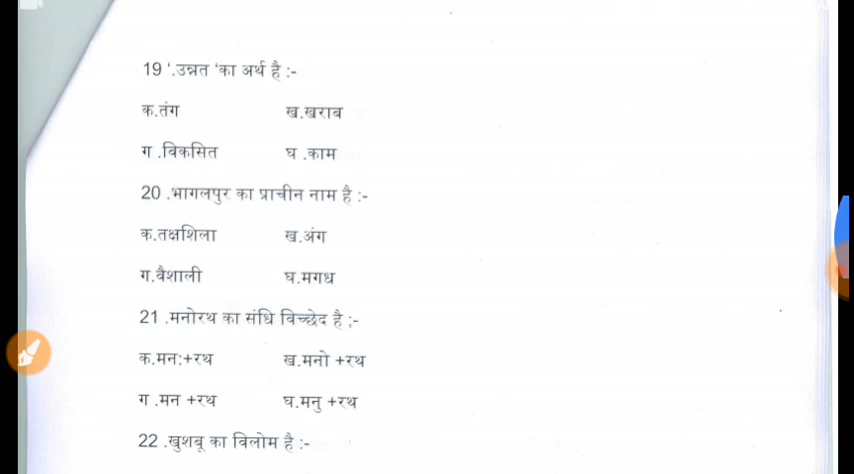 19 '.उन्नत 'का अर्थ है :-
क.तंग ख.खराब
ग .विकसित घ .काम
20 .भागलपुर का प्राचीन नाम है :-
क.तक्षशिला ख.अंग
ग.वैशाली घ.मगध
21 .मनोरथ का संधि विच्छेद है ;-
क.मन:+रथ ख.मनो +रथ
ग .मन +रथ घ.मनु +रथ
22 .खुशबू का विलोम है :-